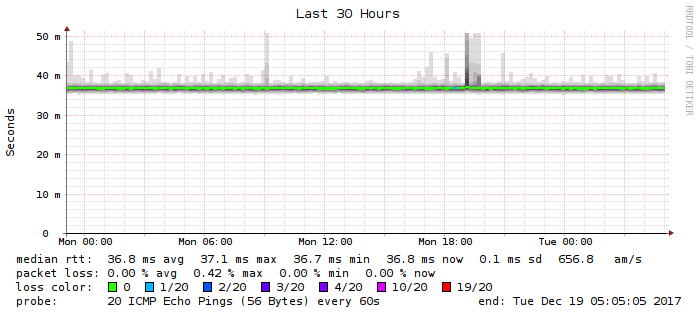 Last 30 Hours
RRDTOOL / TOBI OETIKER
Seconds
50 m
40 m
30 m
20 m
10 m
0
Mon 00:00 Mon 06:00 Mon 12:00 Mon 18:00 Tue 00:00
median rtt: 36.8 ms avg 37.1 ms max 36.7 ms min 36.8 ms now 0.1 ms sd 656.8 am/s
packet loss: 0.00 % avg 0.42 % max 0.00 % min 0.00 % now
loss color: 0 1/20 2/20 3/20 4/20 10/20 19/20
probe: 20 ICMP Echo Pings (56 Bytes) every 60s end: Tue Dec 19 05:05:05 2017